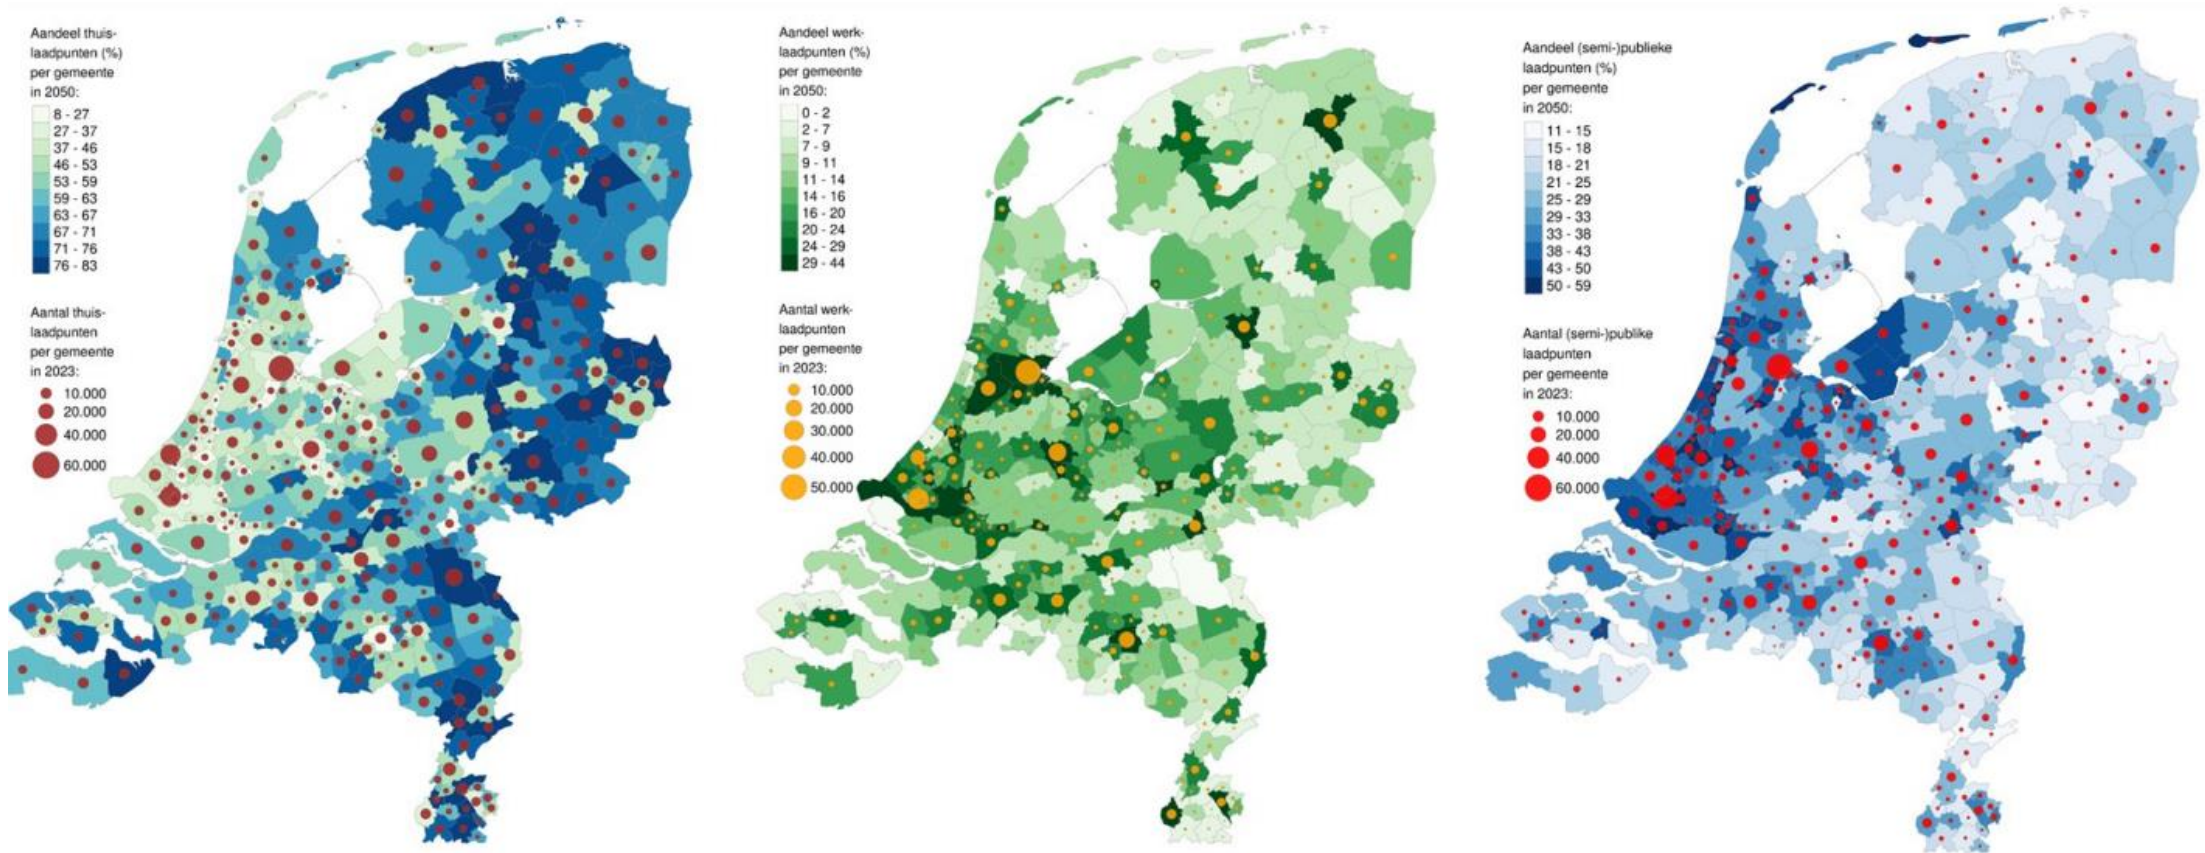 Aandeel thuis-
laadpunten (%)
per gemeente
in 2050:
8 - 27
27 - 37
37 - 46
46 - 53
53 - 59
59 - 63
63 - 67
67 - 71
71 - 76
76 - 83
Aantal thuis-
laadpunten
per gemeente
in 2023:
10.000
20.000
40.000
60.000
Aandeel werk-
laadpunten (%)
per gemeente
in 2050:
0 - 2
2 - 7
7 - 9
9 - 11
11 - 14
14 - 16
16 - 20
20 - 24
24 - 29
29 - 44
Aantal werk-
laadpunten
per gemeente
in 2023:
10.000
20.000
30.000
40.000
50.000
Aandeel (semi-)publieke
laadpunten (%)
per gemeente
in 2050:
11 - 15
15 - 18
18 - 21
21 - 25
25 - 29
29 - 33
33 - 38
38 - 43
43 - 50
50 - 59
Aantal (semi-)publike
laadpunten
per gemeente
in 2023:
10.000
20.000
40.000
60.000